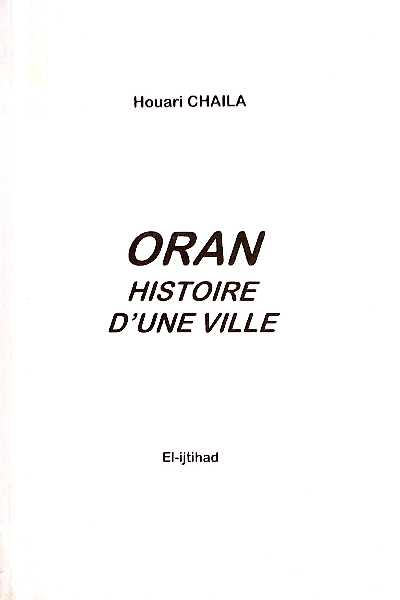 Houari CHAILA
ORAN
HISTOIRE
D'UNE VILLE
El-ijtihad